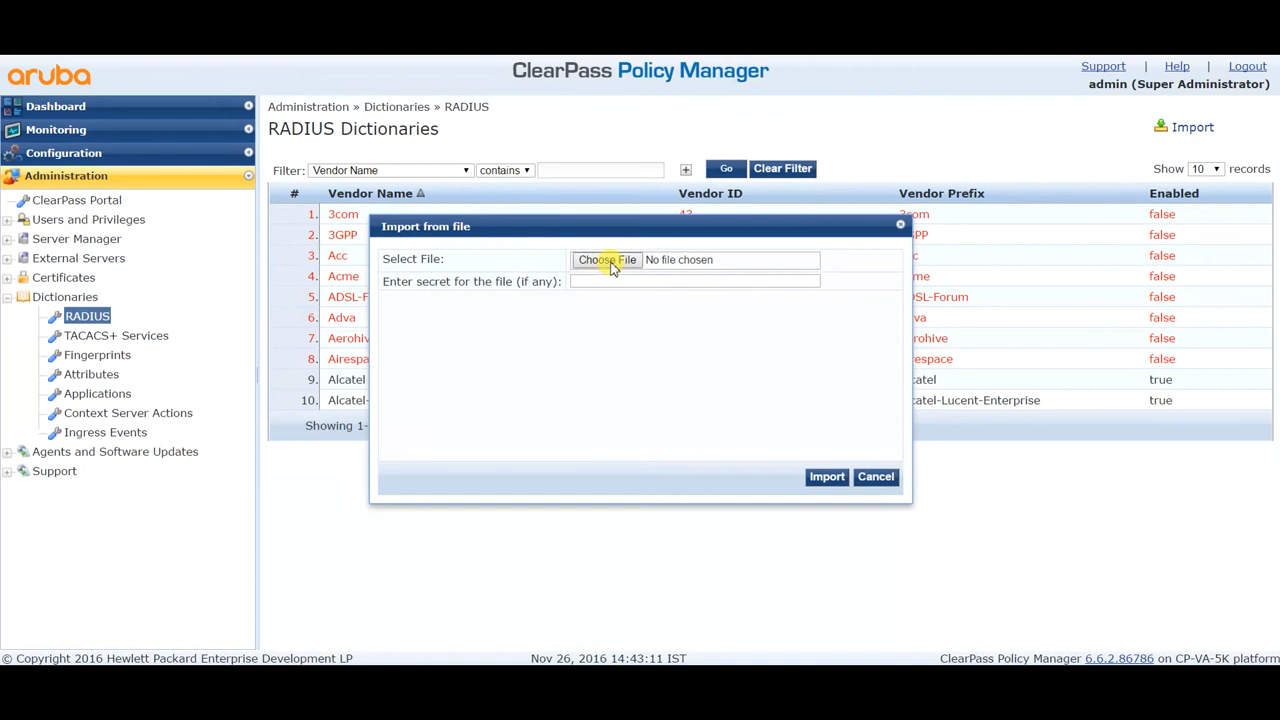 aruba
ClearPass Policy Manager
Support | Help | Logout
admin (Super Administrator)
Dashboard
Monitoring
Configuration
Administration
ClearPass Portal
Users and Privileges
Server Manager
External Servers
Certificates
Dictionaries
RADIUS
TACACS+ Services
Fingerprints
Attributes
Applications
Context Server Actions
Ingress Events
Agents and Software Updates
Support
Administration » Dictionaries » RADIUS
RADIUS Dictionaries
Import
Filter: Vendor Name contains + Go Clear Filter Show 10 records
# Vendor Name Vendor ID Vendor Prefix Enabled
1. 3com 43 3com false
2. 3GPP GPP false
3. Acc cc false
4. Acme me false
5. ADSL-F DSL-Forum false
6. Adva va false
7. Aerohi rohive false
8. Airespa respace false
9. Alcatel catel true
10. Alcatel- catel-Lucent-Enterprise true
Showing 1-
Import from file
Select File: Choose File No file chosen
Enter secret for the file (if any):
Import Cancel
© Copyright 2016 Hewlett Packard Enterprise Development LP Nov 26, 2016 14:43:11 IST ClearPass Policy Manager 6.6.2.86786 on CP-VA-5K platform